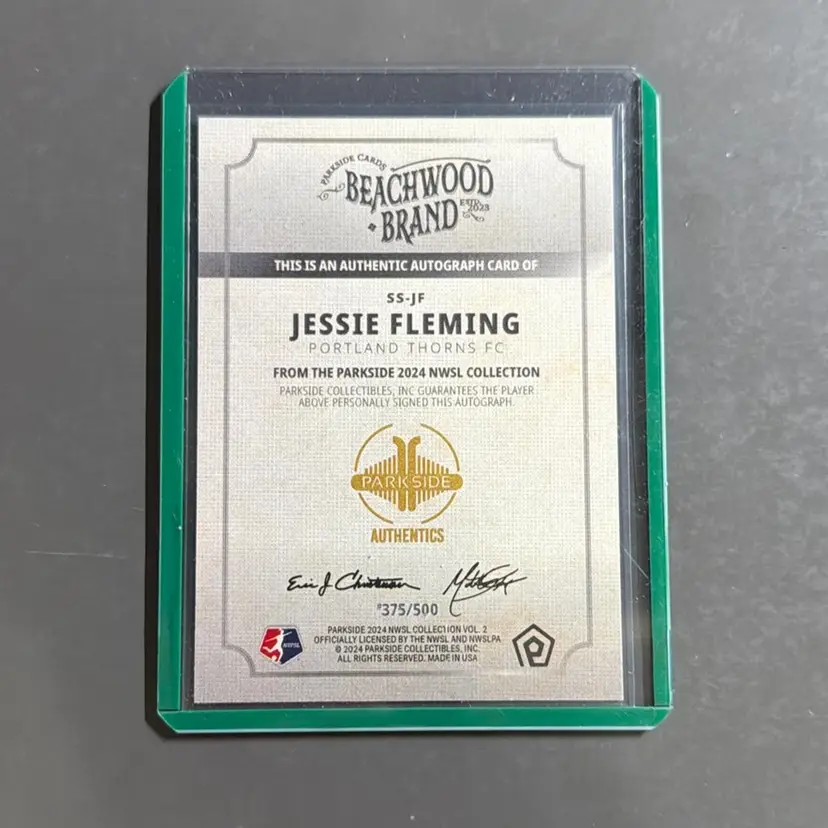 PARKSIDE CARDS
BEACHWOOD
BRAND
ESTD. 2023
THIS IS AN AUTHENTIC AUTOGRAPH CARD OF
SS-JF
JESSIE FLEMING
PORTLAND THORNS FC
FROM THE PARKSIDE 2024 NWSL COLLECTION
PARKSIDE COLLECTIBLES, INC GUARANTEES THE PLAYER
ABOVE PERSONALLY SIGNED THIS AUTOGRAPH.
PARKSIDE
AUTHENTICS
#375/500
PARKSIDE 2024 NWSL COLLECTION VOL. 2
OFFICIALLY LICENSED BY THE NWSL AND NWSLPA
© 2024 PARKSIDE COLLECTIBLES, INC.
ALL RIGHTS RESERVED. MADE IN USA